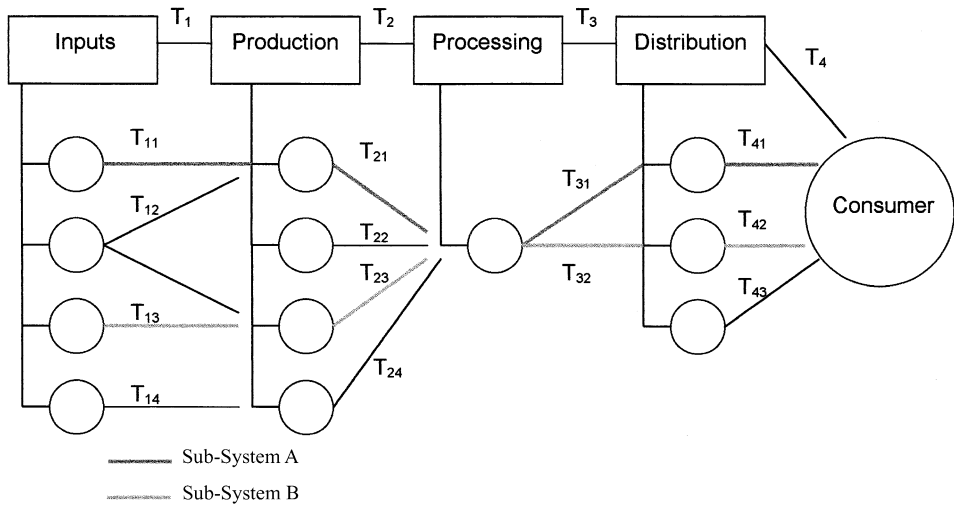 T1
T2
T3
T4
Inputs
Production
Processing
Distribution
T11
T21
T41
T31
T12
Consumer
T22
T42
T23
T32
T13
T43
T24
T14
Sub-System A
Sub-System B